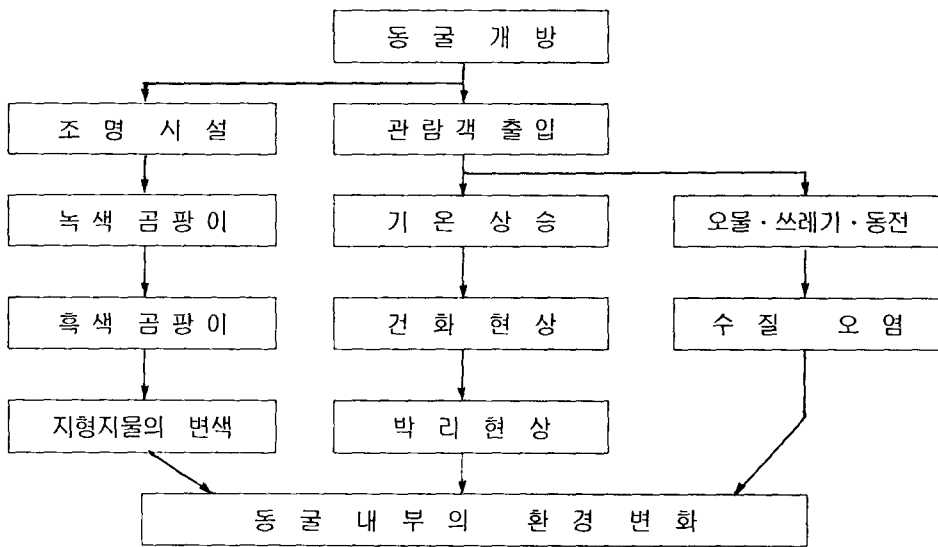 동 굴 개 방
조 명 시 설
관 람 객 출 입
녹 색 곰 팡 이
기 온 상 승
오물 · 쓰레기 · 동전
흑 색 곰 팡 이
건 화 현 상
수 질 오 염
지형지물의 변색
박 리 현 상
동 굴 내 부 의 환 경 변 화